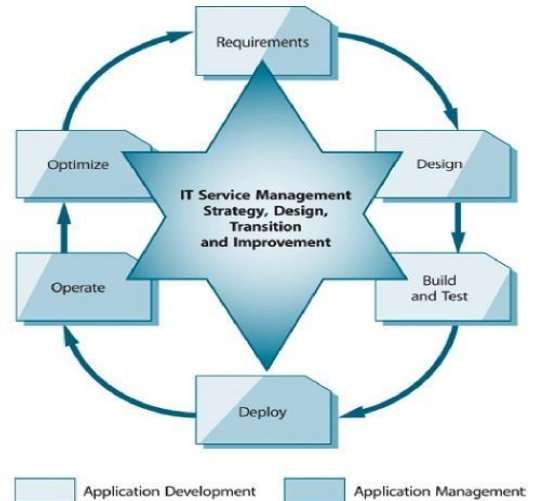 Requirements
Optimize
Design
IT Service Management
Strategy, Design,
Transition
and Improvement
Operate
Build
and Test
Deploy
Application Development
Application Management